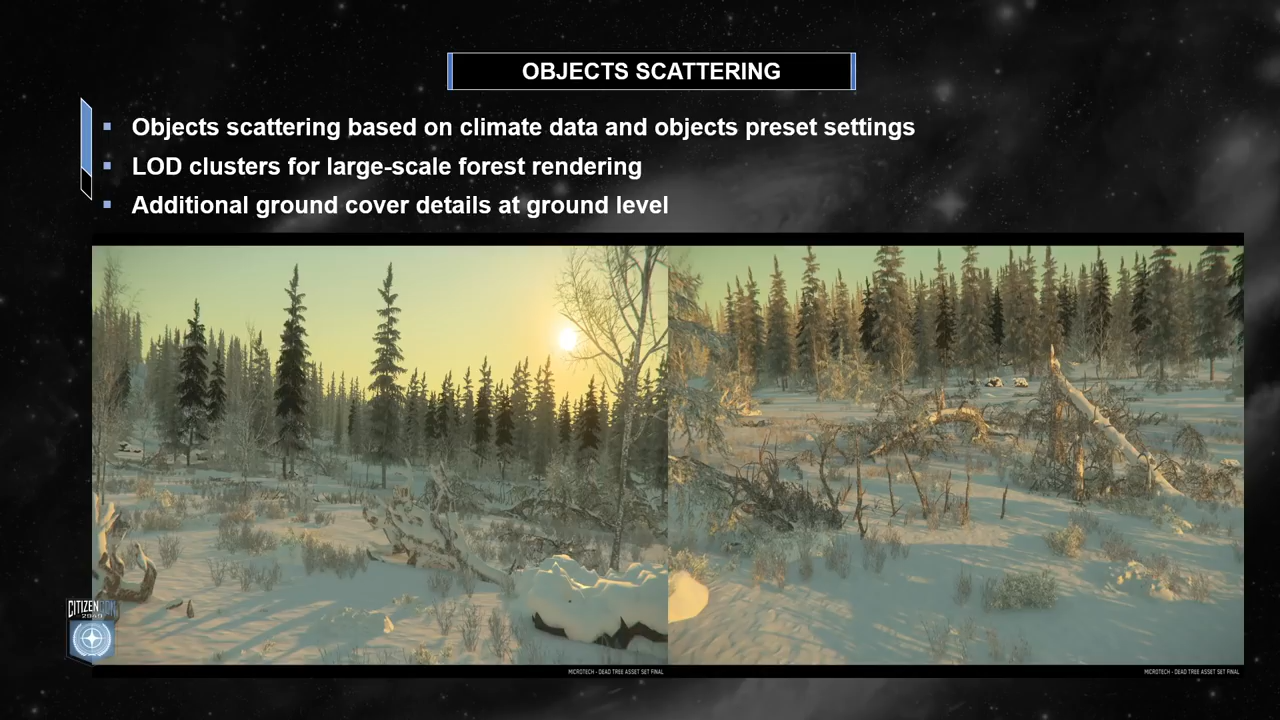 OBJECTS SCATTERING
Objects scattering based on climate data and objects preset settings
LOD clusters for large-scale forest rendering
Additional ground cover details at ground level
CITIZENCON
2949
MICROTECH - DEAD TREE ASSET SET FINAL
MICROTECH - DEAD TREE ASSET SET FINAL